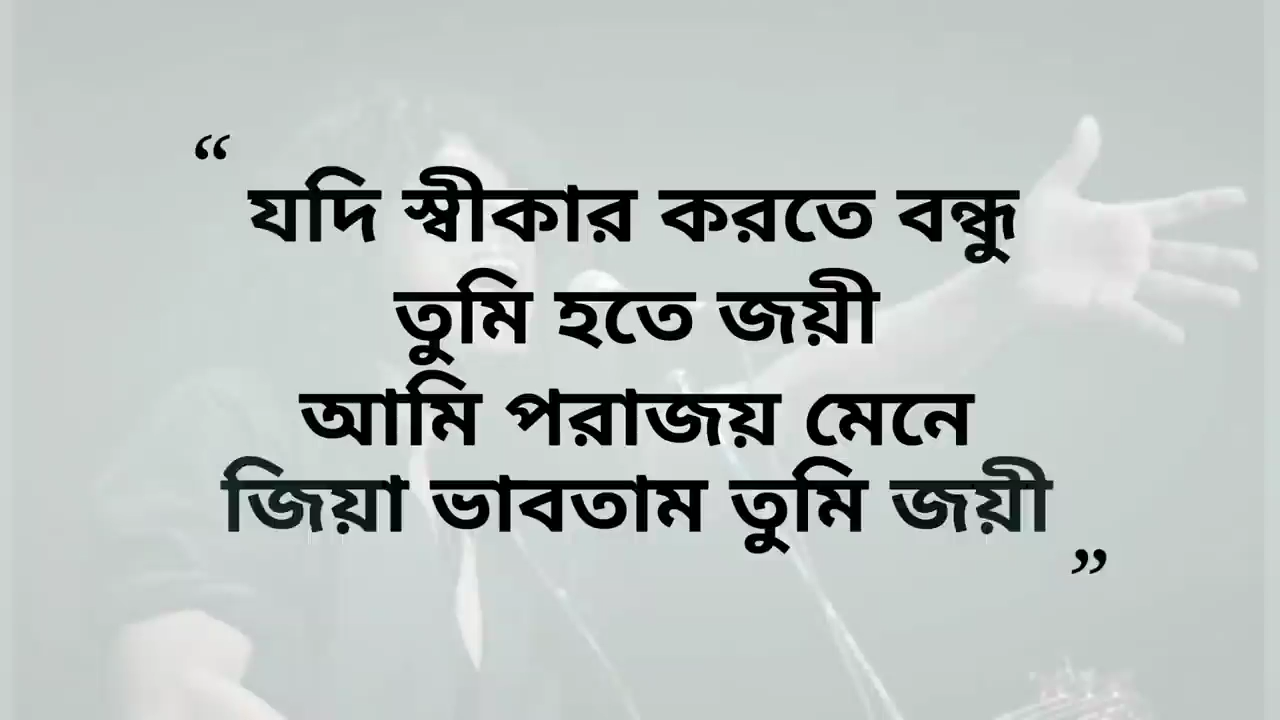 “ যদি স্বীকার করতে বন্ধু
তুমি হতে জয়ী
আমি পরাজয় মেনে
জিয়া ভাবতাম তুমি জয়ী ”